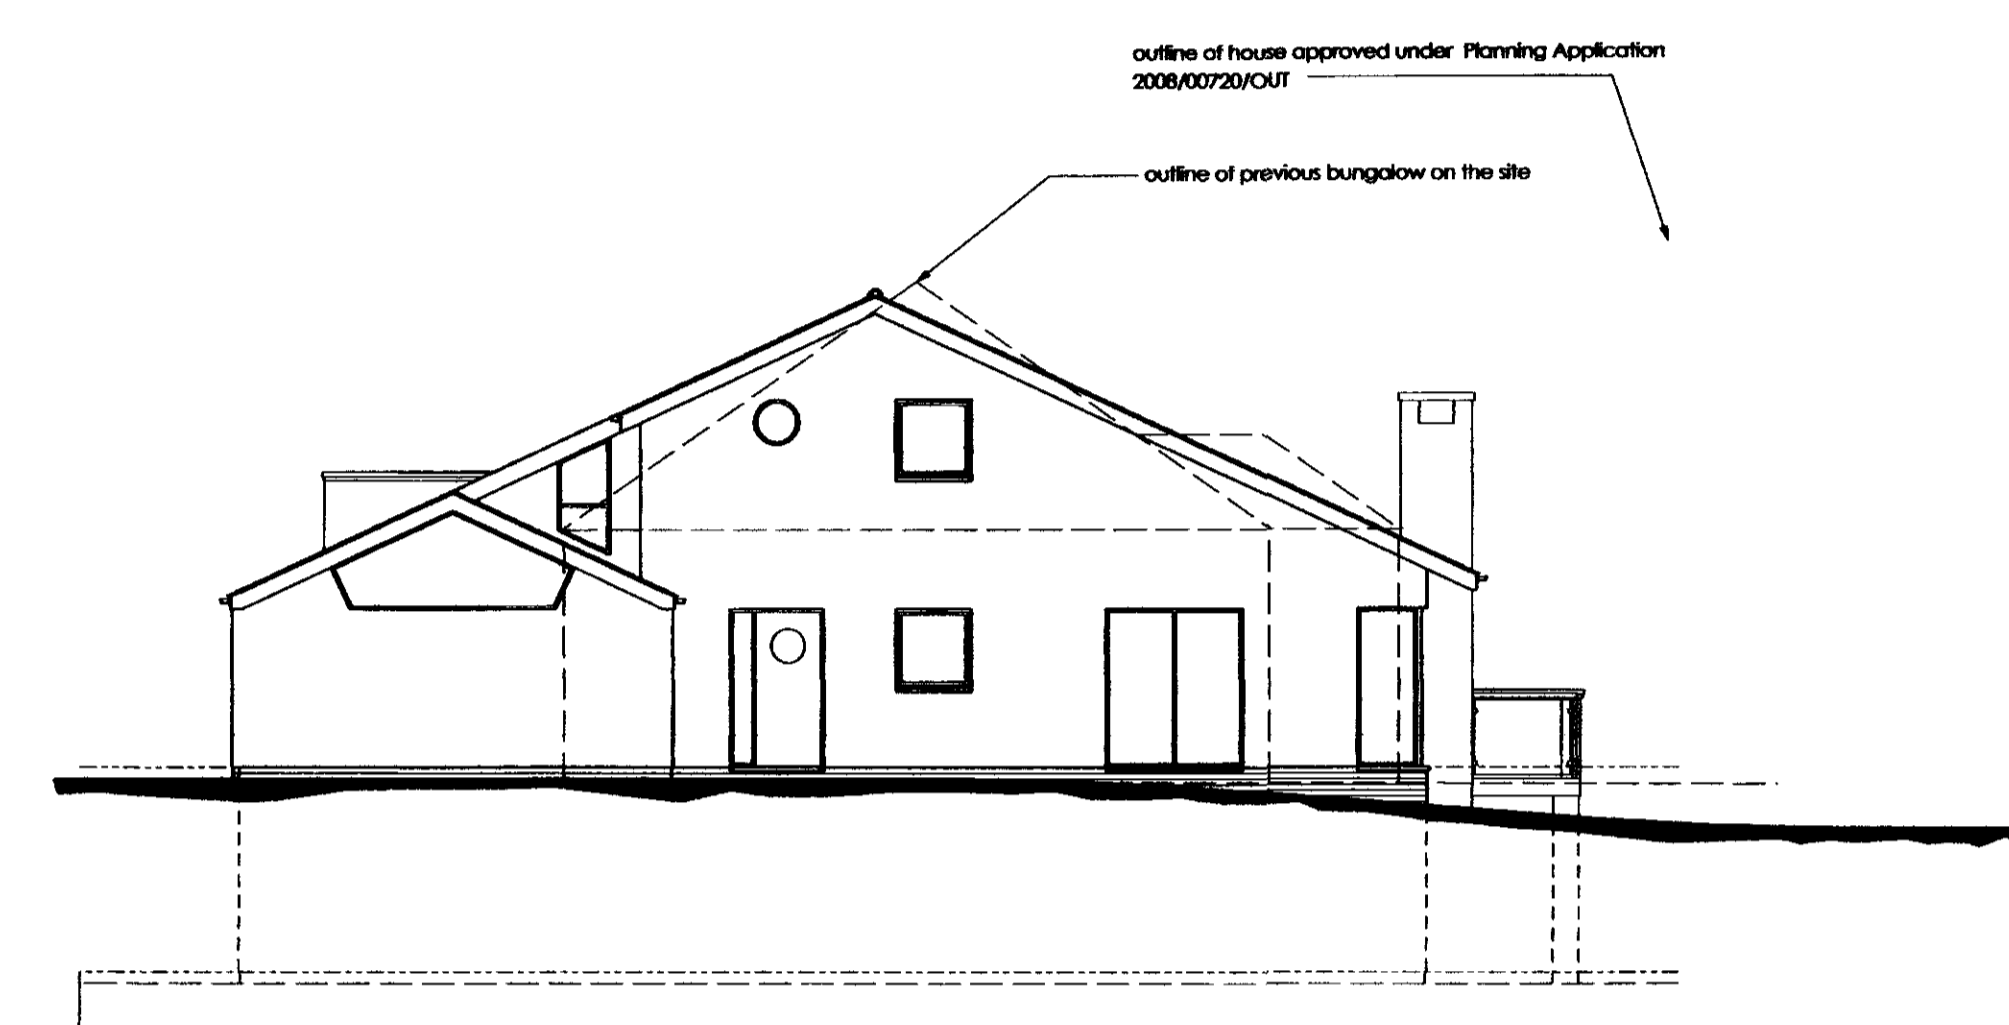 outline of house approved under Planning Application
2008/00720/OUT
outline of previous bungalow on the site